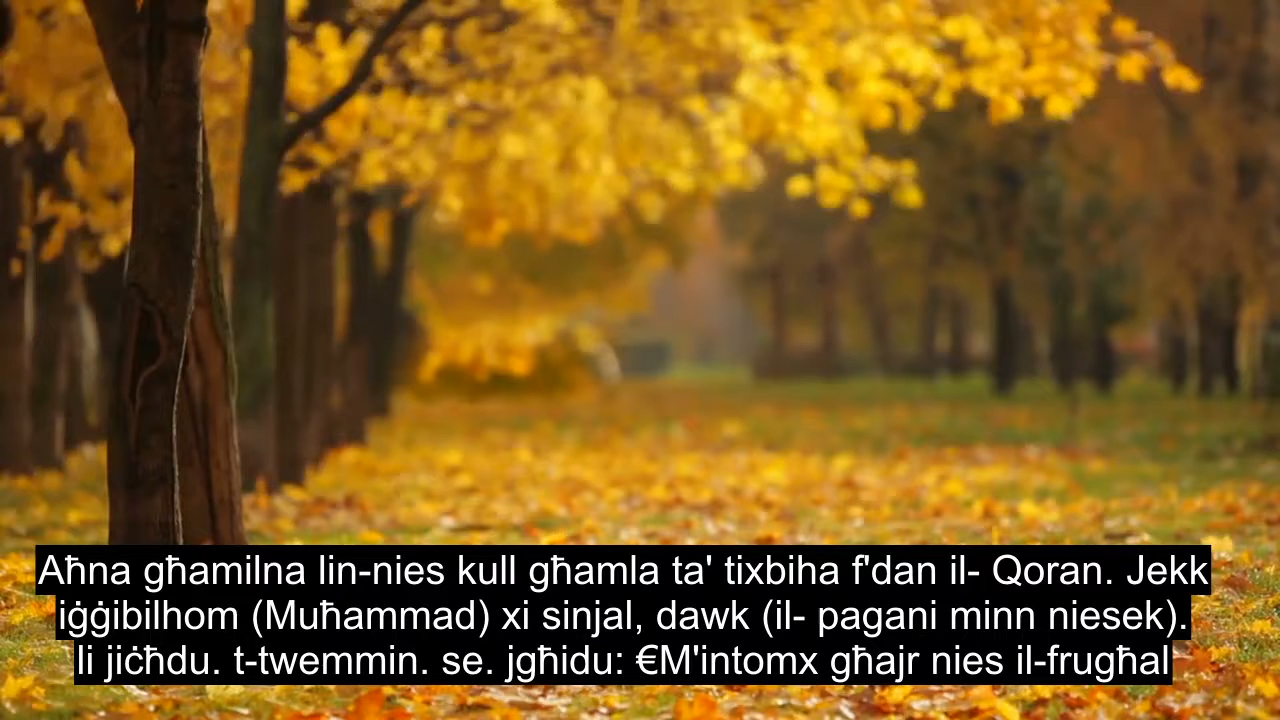 Aħna għamilna lin-nies kull għamla ta' tixbiha f'dan il- Qoran. Jekk
iġġibilhom (Muħammad) xi sinjal, dawk (il- pagani minn niesek).
li jiċħdu. t-twemmin. se. jgħidu: €M'intomx għajr nies il-frugħal